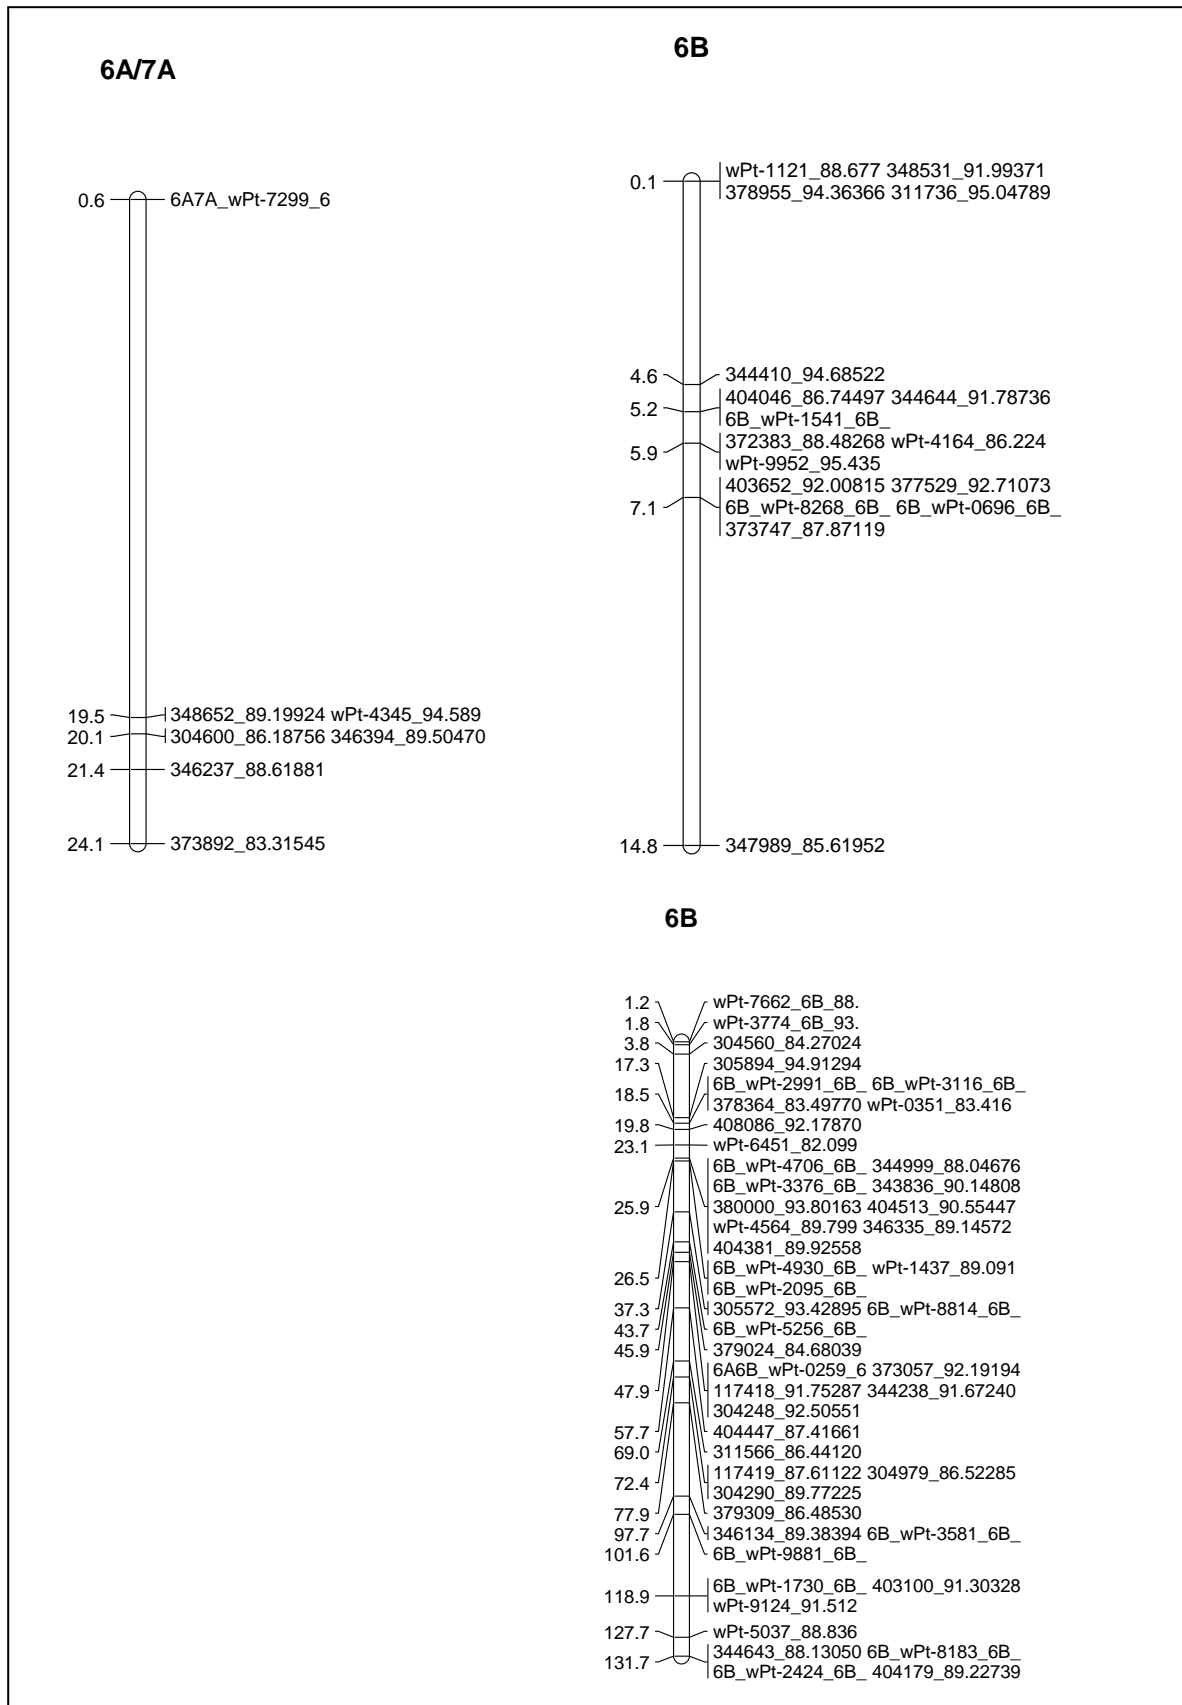 6A/7A
0.6 6A7A_wPt-7299_6
19.5 348652_89.19924 wPt-4345_94.589
20.1 304600_86.18756 346394_89.50470
21.4 346237_88.61881
24.1 373892_83.31545
6B
0.1 wPt-1121_88.677 348531_91.99371
378955_94.36366 311736_95.04789
4.6 344410_94.68522
5.2 404046_86.74497 344644_91.78736
6B_wPt-1541_6B_
5.9 372383_88.48268 wPt-4164_86.224
wPt-9952_95.435
403652_92.00815 377529_92.71073
7.1 6B_wPt-8268_6B_ 6B_wPt-0696_6B_
373747_87.87119
14.8 347989_85.61952
6B
1.2 wPt-7662_6B_88.
1.8 wPt-3774_6B_93.
3.8 304560_84.27024
17.3 305894_94.91294
18.5 6B_wPt-2991_6B_ 6B_wPt-3116_6B_
378364_83.49770 wPt-0351_83.416
19.8 408086_92.17870
23.1 wPt-6451_82.099
6B_wPt-4706_6B_ 344999_88.04676
6B_wPt-3376_6B_ 343836_90.14808
25.9 380000_93.80163 404513_90.55447
wPt-4564_89.799 346335_89.14572
404381_89.92558
26.5 6B_wPt-4930_6B_ wPt-1437_89.091
6B_wPt-2095_6B_
37.3 305572_93.42895 6B_wPt-8814_6B_
43.7 6B_wPt-5256_6B_
45.9 379024_84.68039
6A6B_wPt-0259_6 373057_92.19194
47.9 117418_91.75287 344238_91.67240
304248_92.50551
57.7 404447_87.41661
69.0 311566_86.44120
72.4 117419_87.61122 304979_86.52285
304290_89.77225
77.9 379309_86.48530
97.7 346134_89.38394 6B_wPt-3581_6B_
101.6 6B_wPt-9881_6B_
118.9 6B_wPt-1730_6B_ 403100_91.30328
wPt-9124_91.512
127.7 wPt-5037_88.836
131.7 344643_88.13050 6B_wPt-8183_6B_
6B_wPt-2424_6B_ 404179_89.22739